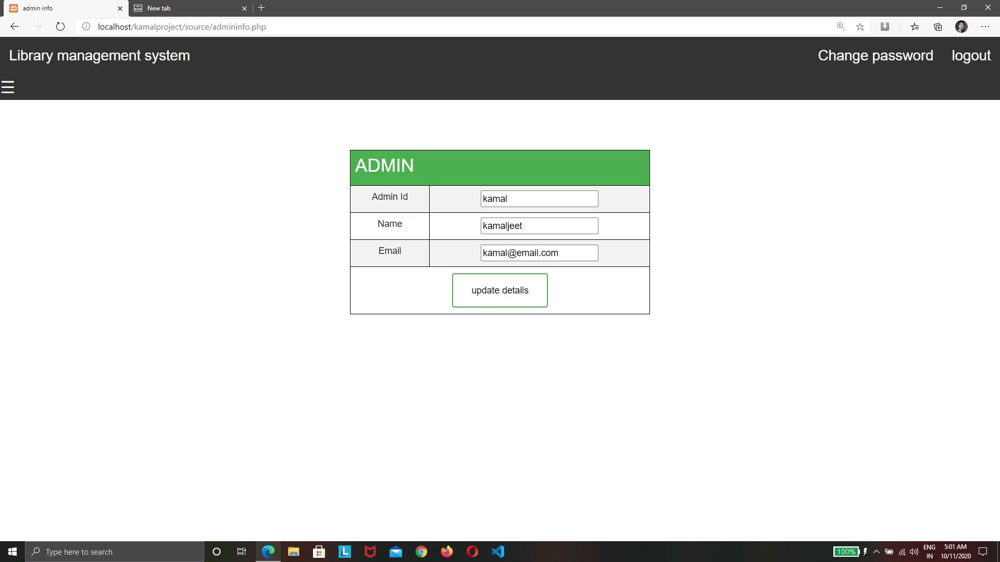 admin info
New tab
localhost/kamalproject/source/admininfo.php
Library management system
Change password
logout
ADMIN
Admin Id
kamal
Name
kamaljeet
Email
kamal@email.com
update details
Type here to search
L
100%
ENG
IN
5:01 AM
10/11/2020